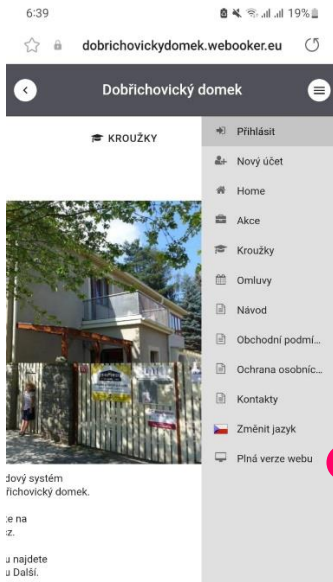 6:39
19%
dobrichovickydomek.webooker.eu
Dobřichovický domek
KROUŽKY
Přihlásit
Nový účet
Home
Akce
Kroužky
Omluvy
Návod
Obchodní podmí...
Ochrana osobníc...
Kontakty
Změnit jazyk
Plná verze webu
dový systém
řichovický domek.
te na
cz.
u najdete
u Další.